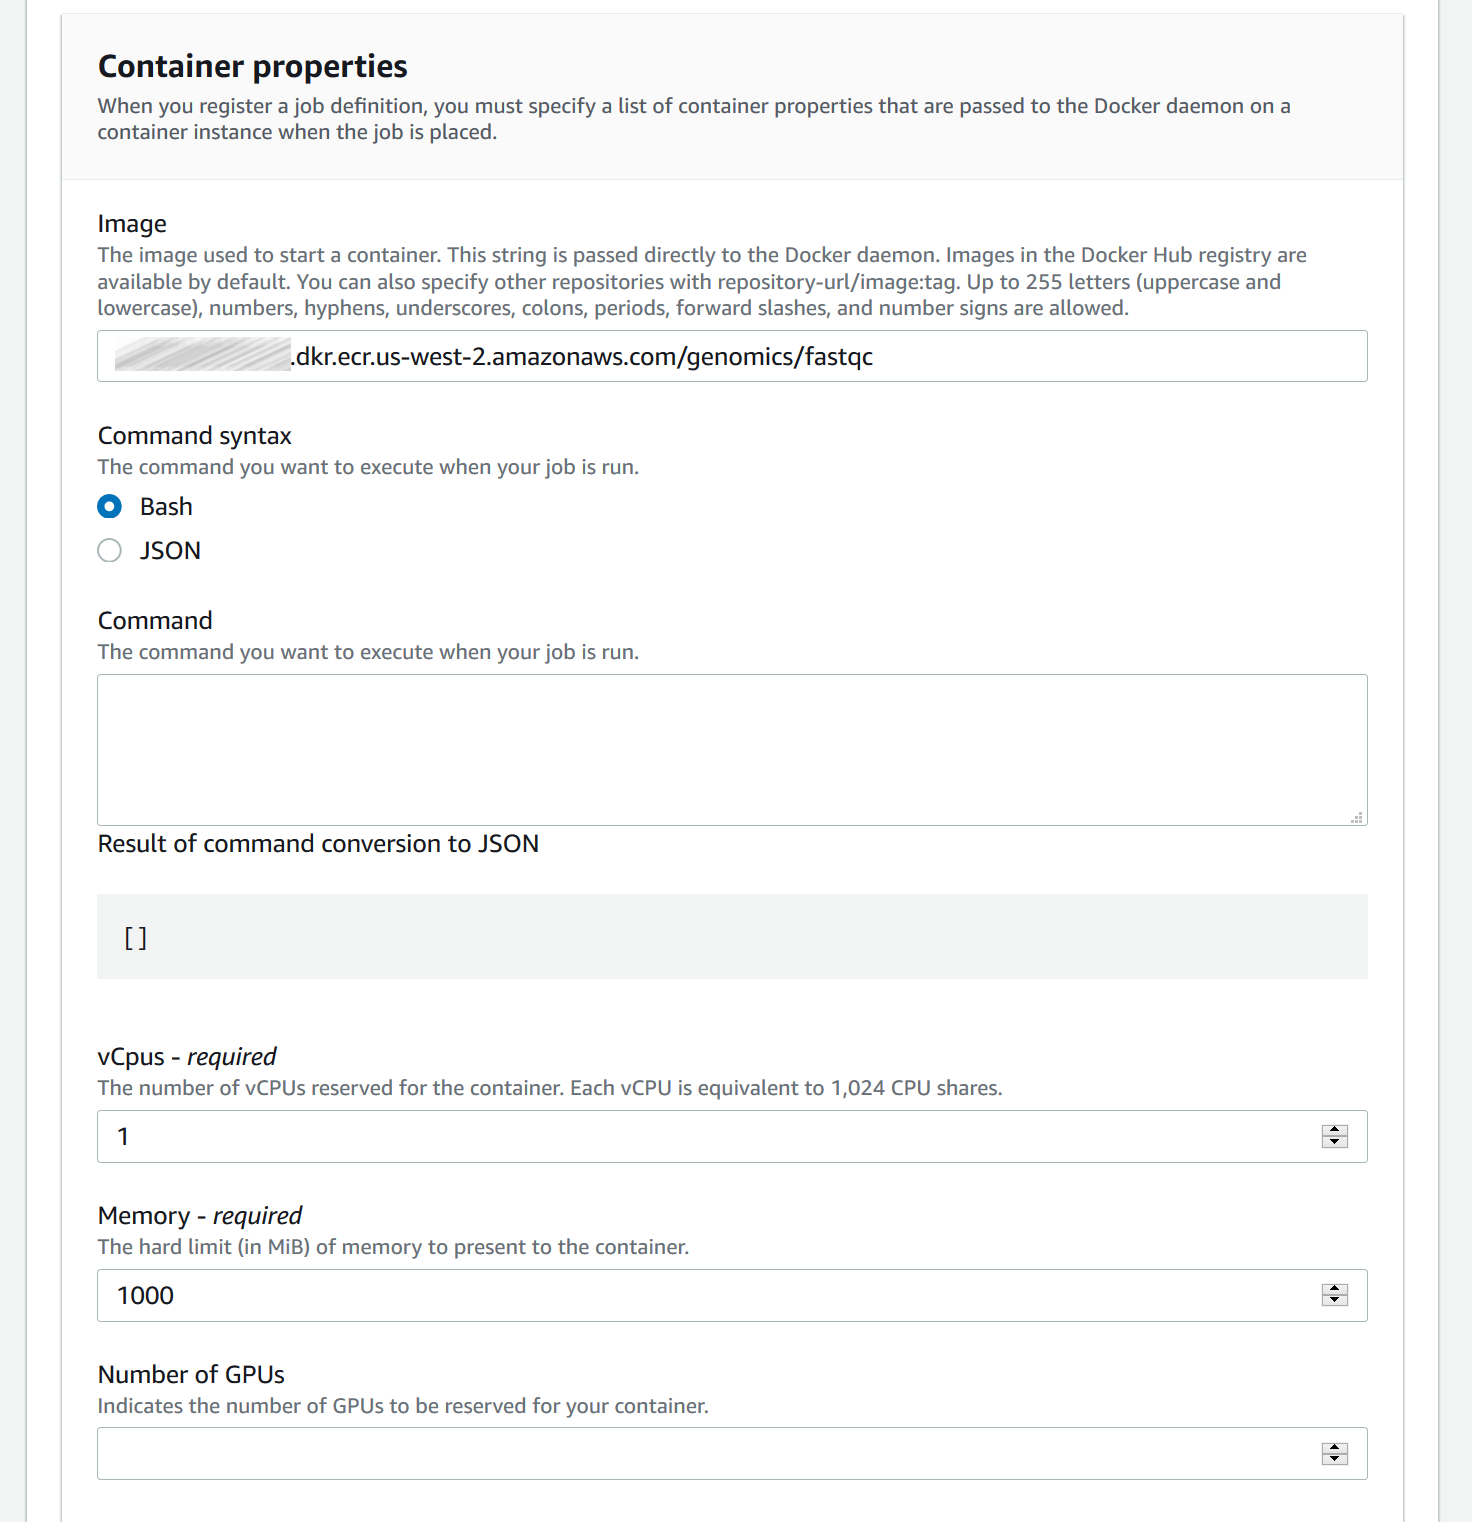 Container properties
When you register a job definition, you must specify a list of container properties that are passed to the Docker daemon on a
container instance when the job is placed.
Image
The image used to start a container. This string is passed directly to the Docker daemon. Images in the Docker Hub registry are
available by default. You can also specify other repositories with repository-url/image:tag. Up to 255 letters (uppercase and
lowercase), numbers, hyphens, underscores, colons, periods, forward slashes, and number signs are allowed.
.dkr.ecr.us-west-2.amazonaws.com/genomics/fastqc
Command syntax
The command you want to execute when your job is run.
Bash
JSON
Command
The command you want to execute when your job is run.
Result of command conversion to JSON
[]
vCpus - required
The number of vCPUs reserved for the container. Each vCPU is equivalent to 1,024 CPU shares.
1
Memory - required
The hard limit (in MiB) of memory to present to the container.
1000
Number of GPUs
Indicates the number of GPUs to be reserved for your container.